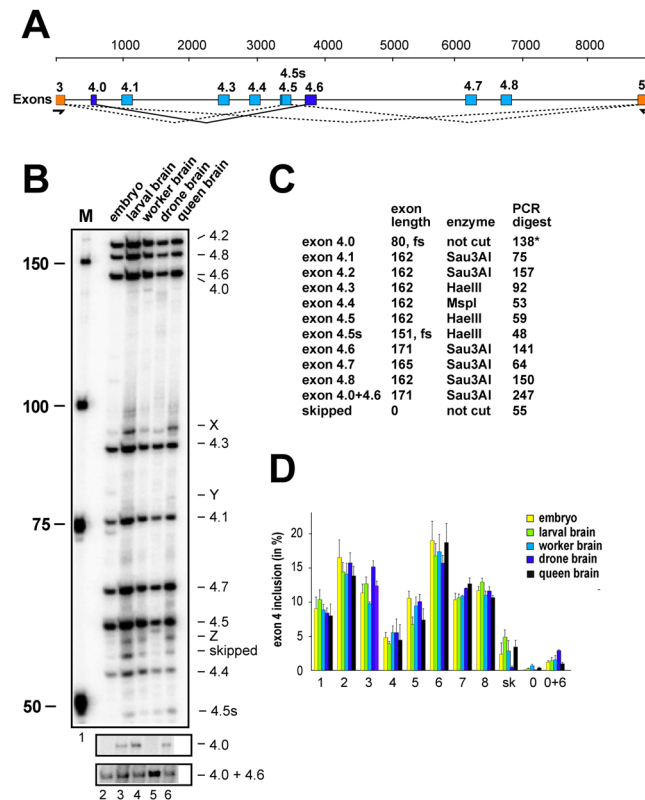 A
1000 2000 3000 4000 5000 6000 7000 8000
4.5s
3 4.0 4.1 4.3 4.4 4.5 4.6 4.7 4.8 5
Exons
B
M embryo larval brain worker brain drone brain queen brain
4.2
150
4.8
4.6
4.0
100
X
4.3
Y
75
4.1
4.7
4.5
Z
skipped
4.4
50
4.5s
1
4.0
4.0 + 4.6
2 3 4 5 6
C
exon length enzyme PCR digest
exon 4.0 80, fs not cut 138*
exon 4.1 162 Sau3AI 75
exon 4.2 162 Sau3AI 157
exon 4.3 162 HaeIII 92
exon 4.4 162 MspI 53
exon 4.5 162 HaeIII 59
exon 4.5s 151, fs HaeIII 48
exon 4.6 171 Sau3AI 141
exon 4.7 165 Sau3AI 64
exon 4.8 162 Sau3AI 150
exon 4.0+4.6 171 Sau3AI 247
skipped 0 not cut 55
D
exon 4 inclusion (in %)
20
15
10
5
0
embryo
larval brain
worker brain
drone brain
queen brain
1 2 3 4 5 6 7 8 sk 0 0+6